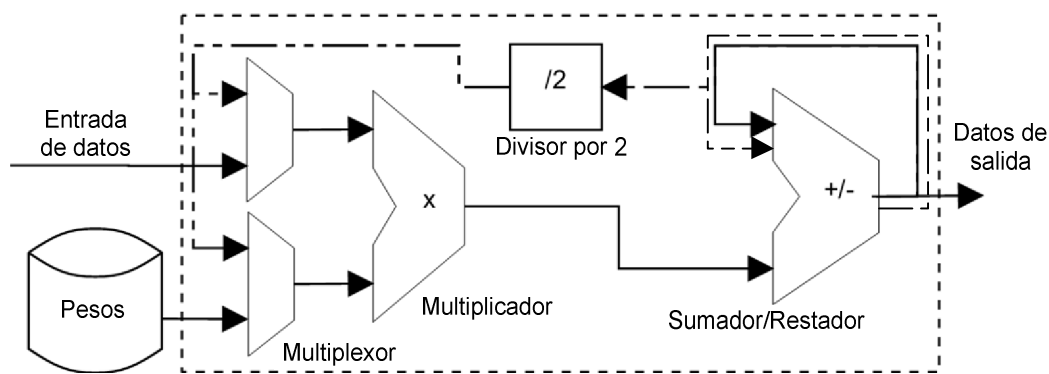 /2
Entrada
de datos
Divisor por 2
Datos de
salida
x
+/-
Pesos
Multiplicador
Sumador/Restador
Multiplexor